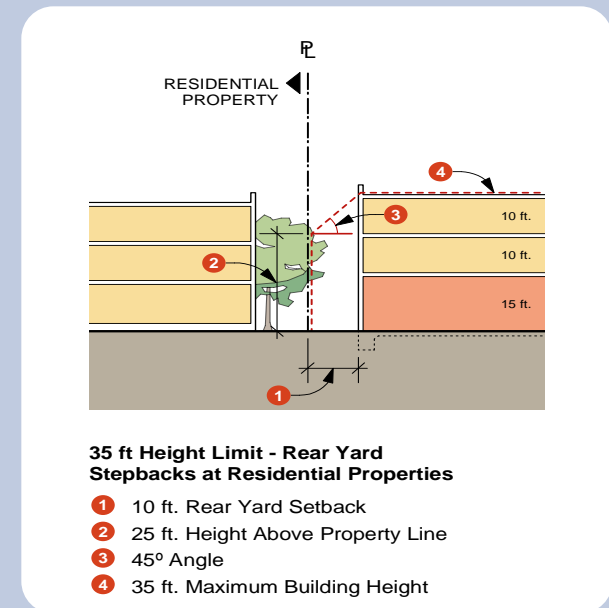 PL
RESIDENTIAL
PROPERTY
4
3
10 ft.
10 ft.
2
15 ft.
1
35 ft Height Limit - Rear Yard
Stepbacks at Residential Properties
1 10 ft. Rear Yard Setback
2 25 ft. Height Above Property Line
3 45º Angle
4 35 ft. Maximum Building Height